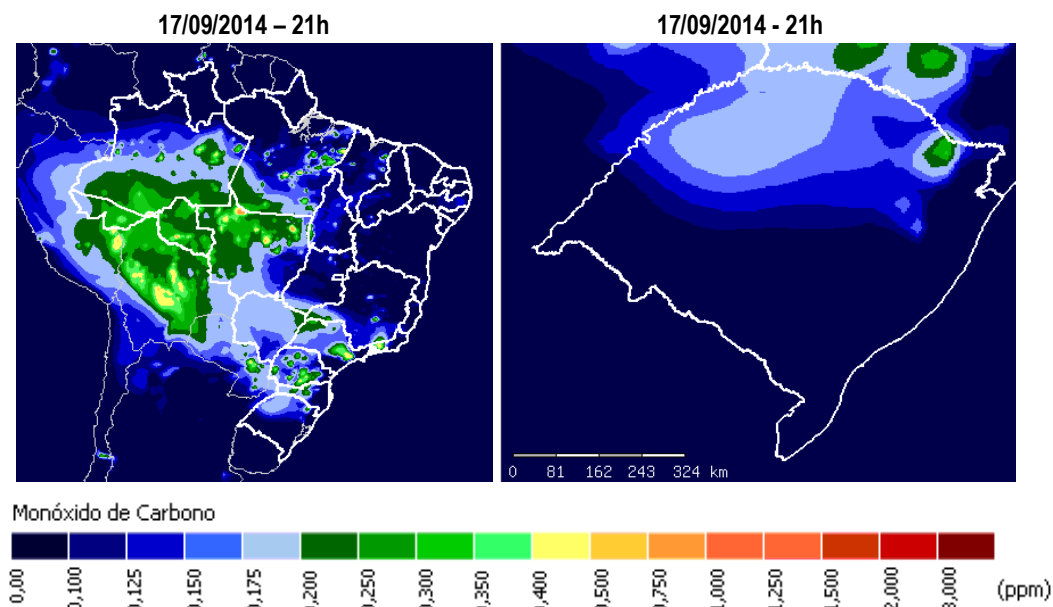 17/09/2014 – 21h
17/09/2014 - 21h
0 81 162 243 324 km
Monóxido de Carbono
0,00 0,100 0,125 0,150 0,175 0,200 0,250 0,300 0,350 0,400 0,500 0,750 1,000 1,250 1,500 2,000 3,000 (ppm)